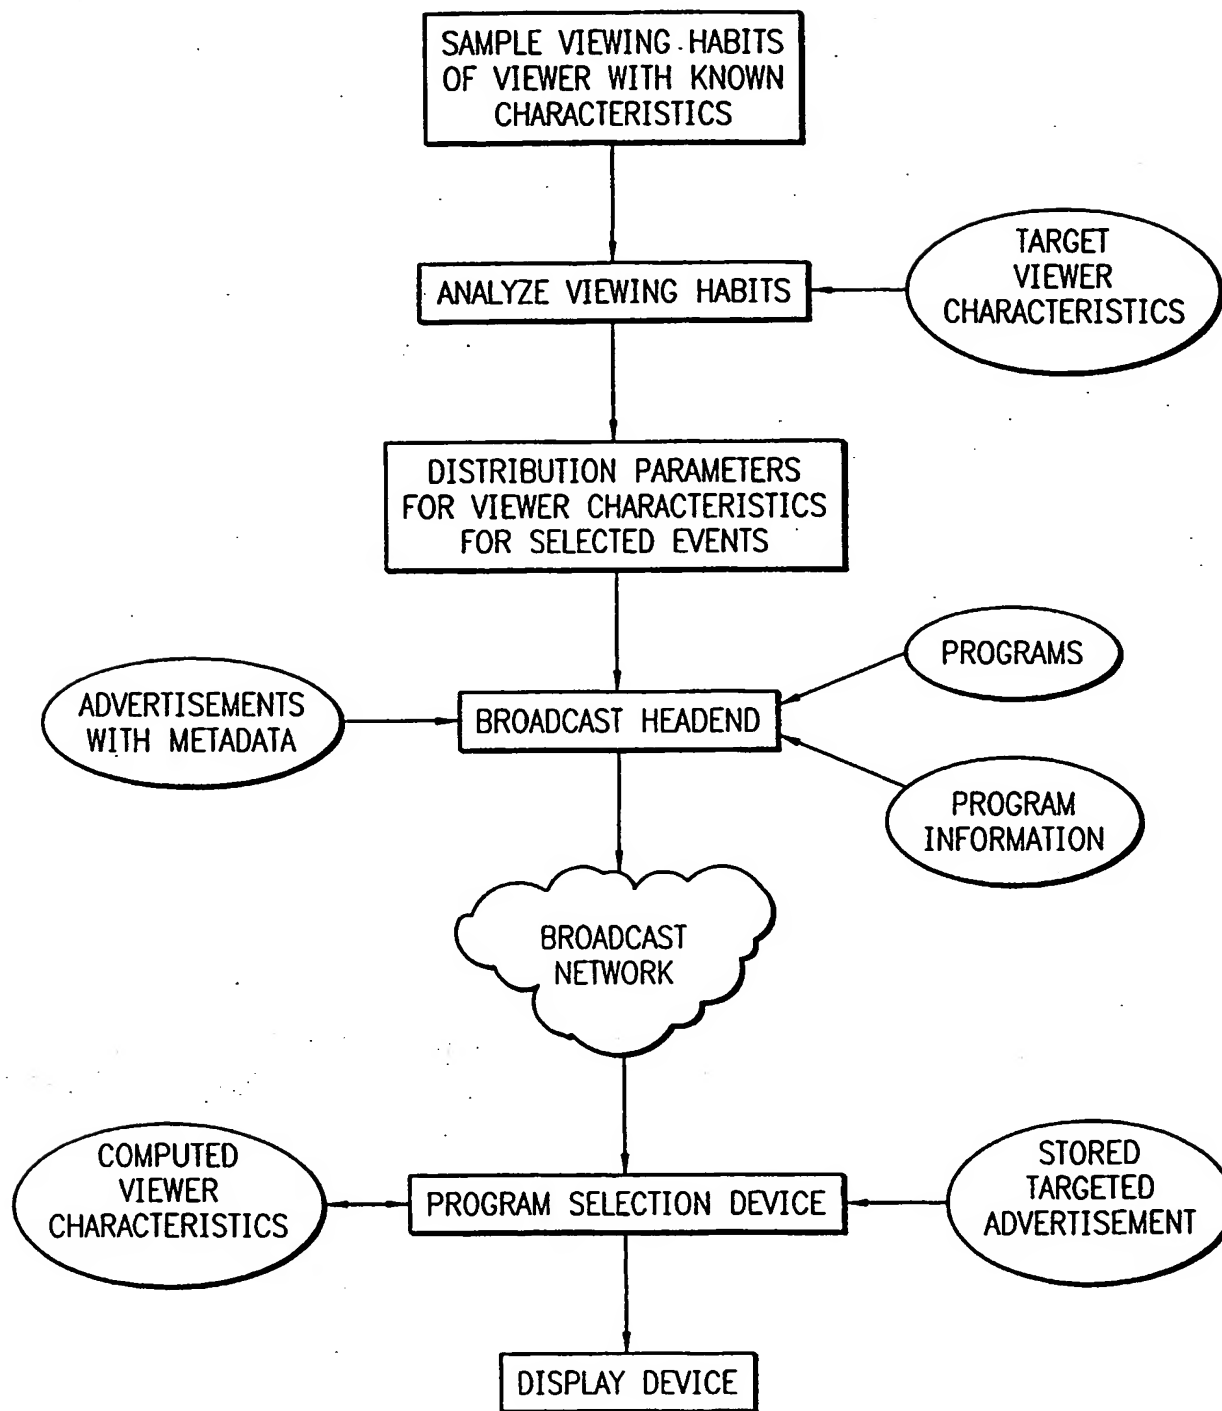 SAMPLE VIEWING HABITS
OF VIEWER WITH KNOWN
CHARACTERISTICS
TARGET
VIEWER
CHARACTERISTICS
ANALYZE VIEWING HABITS
DISTRIBUTION PARAMETERS
FOR VIEWER CHARACTERISTICS
FOR SELECTED EVENTS
PROGRAMS
ADVERTISEMENTS
WITH METADATA
BROADCAST HEADEND
PROGRAM
INFORMATION
BROADCAST
NETWORK
COMPUTED
VIEWER
CHARACTERISTICS
PROGRAM SELECTION DEVICE
STORED
TARGETED
ADVERTISEMENT
DISPLAY DEVICE